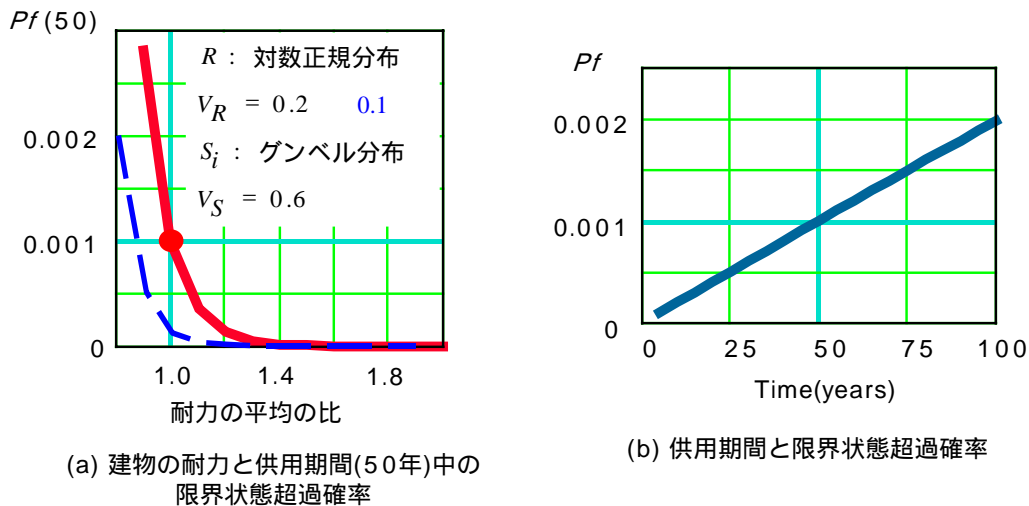 Pf (50)
R : 対数正規分布
V_R = 0.2 0.1
S_i : グンベル分布
V_S = 0.6
0.002
0.001
0
1.0 1.4 1.8
耐力の平均の比
(a) 建物の耐力と供用期間(50年)中の
限界状態超過確率
Pf
0.002
0.001
0
0 25 50 75 100
Time(years)
(b) 供用期間と限界状態超過確率